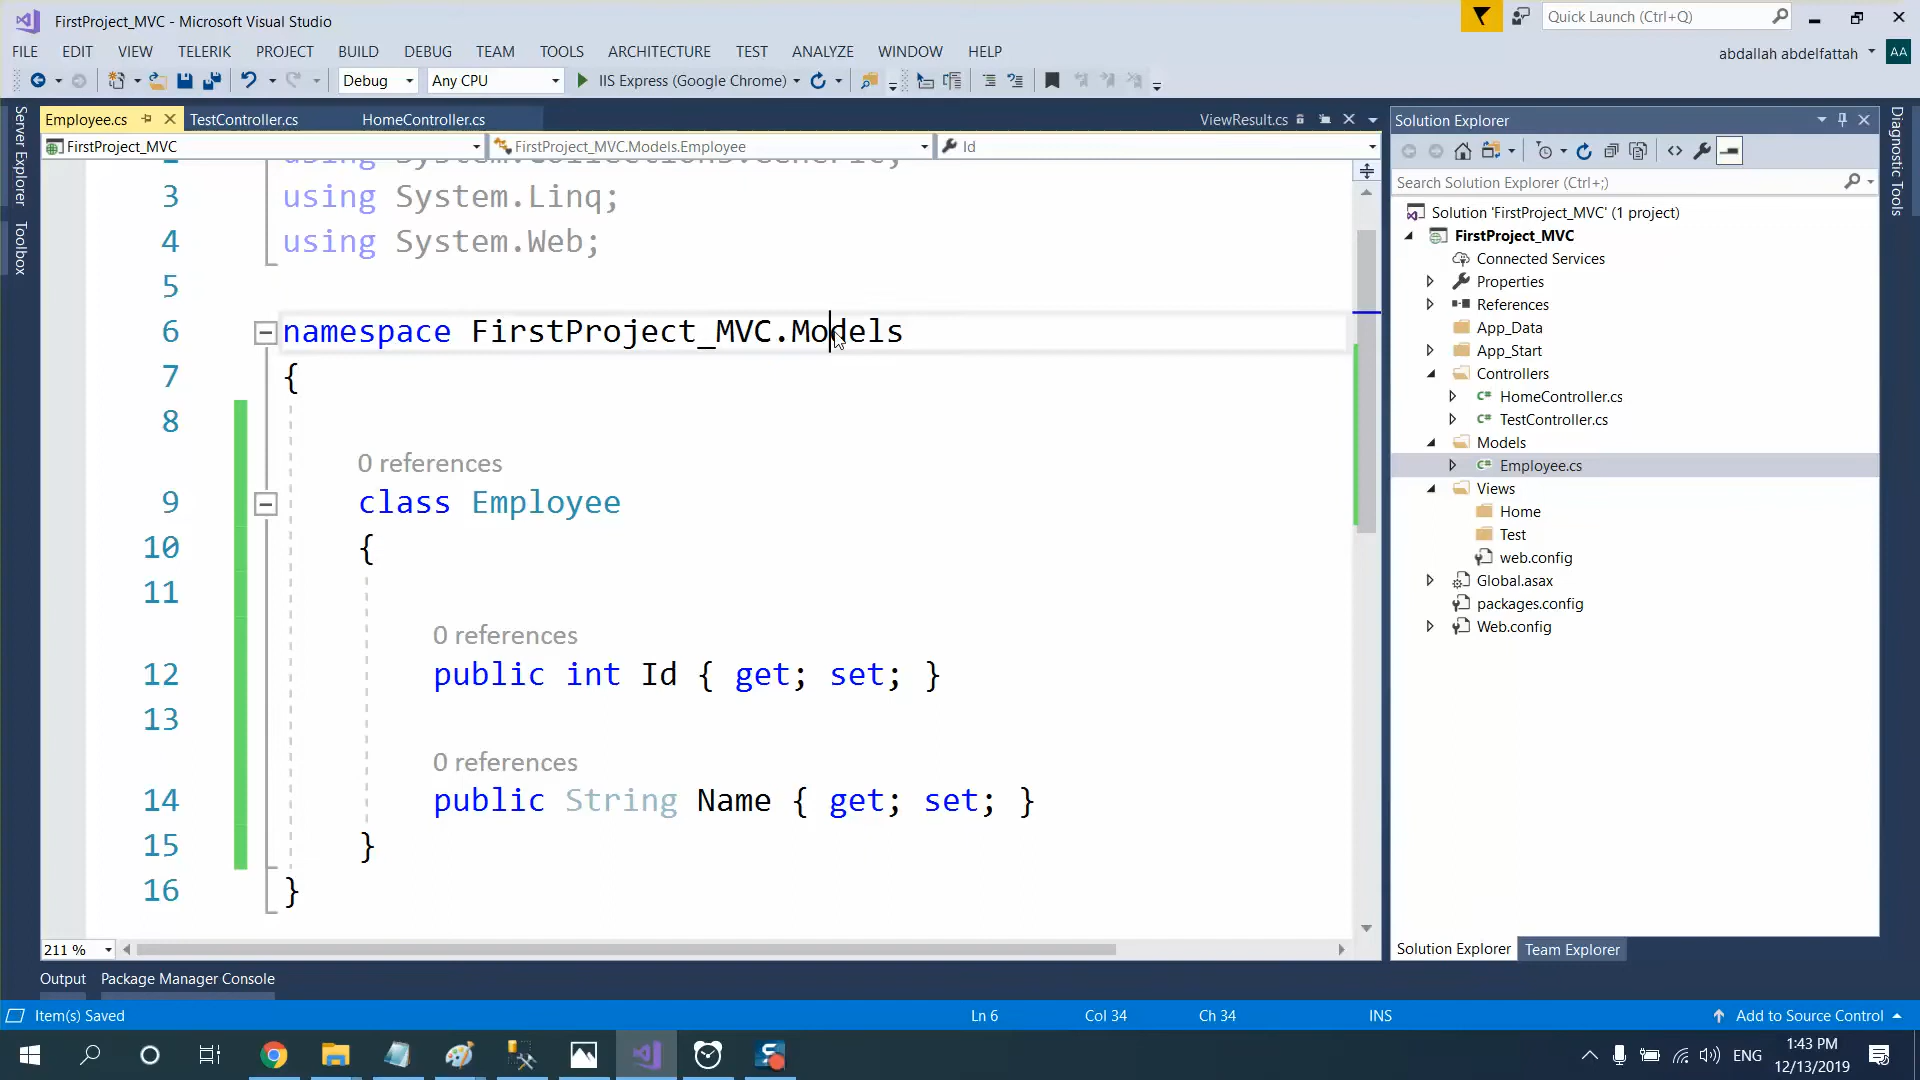 FirstProject_MVC - Microsoft Visual Studio
Quick Launch (Ctrl+Q)
FILE EDIT VIEW TELERIK PROJECT BUILD DEBUG TEAM TOOLS ARCHITECTURE TEST ANALYZE WINDOW HELP
abdallah abdelfattah AA
Debug Any CPU IIS Express (Google Chrome)
Employee.cs TestController.cs HomeController.cs ViewResult.cs
FirstProject_MVC FirstProject_MVC.Models.Employee Id
Server Explorer
Toolbox
2 using System.Collections.Generic;
3 using System.Linq;
4 using System.Web;
5
6 namespace FirstProject_MVC.Models
7 {
8
0 references
9 class Employee
10 {
11
0 references
12 public int Id { get; set; }
13
0 references
14 public String Name { get; set; }
15 }
16 }
211 %
Solution Explorer
Search Solution Explorer (Ctrl+;)
Solution 'FirstProject_MVC' (1 project)
FirstProject_MVC
Connected Services
Properties
References
App_Data
App_Start
Controllers
HomeController.cs
TestController.cs
Models
Employee.cs
Views
Home
Test
web.config
Global.asax
packages.config
Web.config
Solution Explorer Team Explorer
Diagnostic Tools
Output Package Manager Console
Item(s) Saved Ln 6 Col 34 Ch 34 INS Add to Source Control
ENG
1:43 PM
12/13/2019